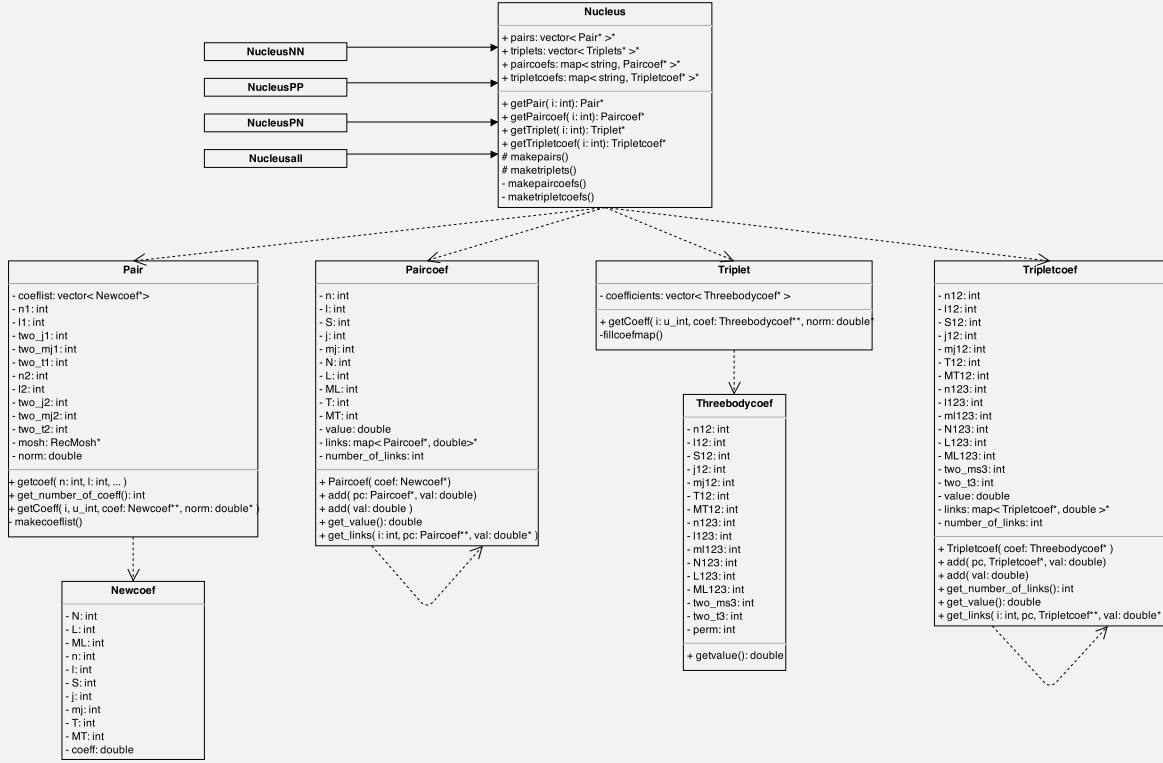 Nucleus
+ pairs: vector< Pair* >*
+ triplets: vector< Triplets* >*
+ paircoefs: map< string, Paircoef* >*
+ tripletcoefs: map< string, Tripletcoef* >*
+ getPair( i: int): Pair*
+ getPaircoef( i: int): Paircoef*
+ getTriplet( i: int): Triplet*
+ getTripletcoef( i: int): Tripletcoef*
# makepairs()
# maketriplets()
- makepaircoefs()
- maketripletcoefs()
NucleusNN
NucleusPP
NucleusPN
Nucleusall
Pair
- coeflist: vector< Newcoef*>
- n1: int
- l1: int
- two_j1: int
- two_mj1: int
- two_t1: int
- n2: int
- l2: int
- two_j2: int
- two_mj2: int
- two_t2: int
- mosh: RecMosh*
- norm: double
+ getcoef( n: int, l: int, ... )
+ get_number_of_coeff(): int
+ getCoeff( i, u_int, coef: Newcoef**, norm: double* )
- makecoeflist()
Newcoef
- N: int
- L: int
- ML: int
- n: int
- l: int
- S: int
- j: int
- mj: int
- T: int
- MT: int
- coeff: double
Paircoef
- n: int
- l: int
- S: int
- j: int
- mj: int
- N: int
- L: int
- ML: int
- T: int
- MT: int
- value: double
- links: map< Paircoef*, double>*
- number_of_links: int
+ Paircoef( coef: Newcoef*)
+ add( pc: Paircoef*, val: double)
+ add( val: double )
+ get_value(): double
+ get_links( i: int, pc: Paircoef**, val: double* )
Triplet
- coefficients: vector< Threebodycoef* >
+ getCoeff( i: u_int, coef: Threebodycoef**, norm: double*
-fillcoefmap()
Threebodycoef
- n12: int
- l12: int
- S12: int
- j12: int
- mj12: int
- T12: int
- MT12: int
- n123: int
- l123: int
- ml123: int
- N123: int
- L123: int
- ML123: int
- two_ms3: int
- two_t3: int
- perm: int
+ getvalue(): double
Tripletcoef
- n12: int
- l12: int
- S12: int
- j12: int
- mj12: int
- T12: int
- MT12: int
- n123: int
- l123: int
- ml123: int
- N123: int
- L123: int
- ML123: int
- two_ms3: int
- two_t3: int
- value: double
- links: map< Tripletcoef*, double >*
- number_of_links: int
+ Tripletcoef( coef: Threebodycoef* )
+ add( pc, Tripletcoef*, val: double)
+ add( val: double)
+ get_number_of_links(): int
+ get_value(): double
+ get_links( i: int, pc, Tripletcoef**, val: double*